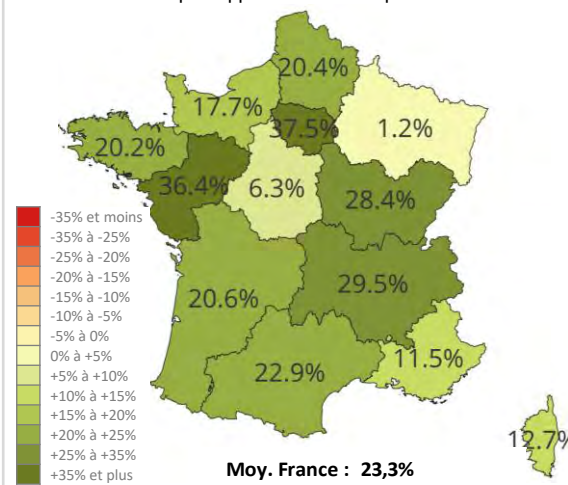 20.4%
17.7%
37.5%
1.2%
20.2%
36.4%
6.3%
28.4%
20.6%
29.5%
22.9%
11.5%
12.7%
-35% et moins
-35% à -25%
-25% à -20%
-20% à -15%
-15% à -10%
-10% à -5%
-5% à 0%
0% à +5%
+5% à +10%
+10% à +15%
+15% à +20%
+20% à +25%
+25% à +35%
+35% et plus
Moy. France : 23,3%